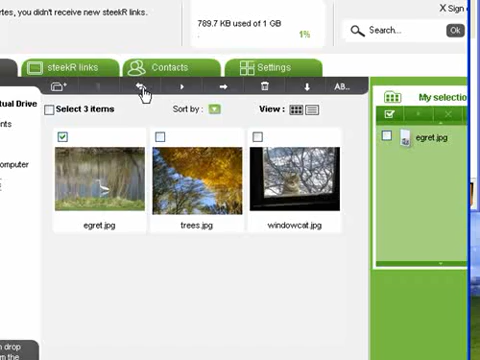 rtes, you didn't receive new steekR links.
789.7 KB used of 1 GB
1%
X Sign
Search...
Ok
steekR links
Contacts
Settings
AB..
tual Drive
Select 3 items
Sort by :
View :
My selectio
omputer
egret.jpg
egret.jpg
trees.jpg
windowcat.jpg
n drop
m the